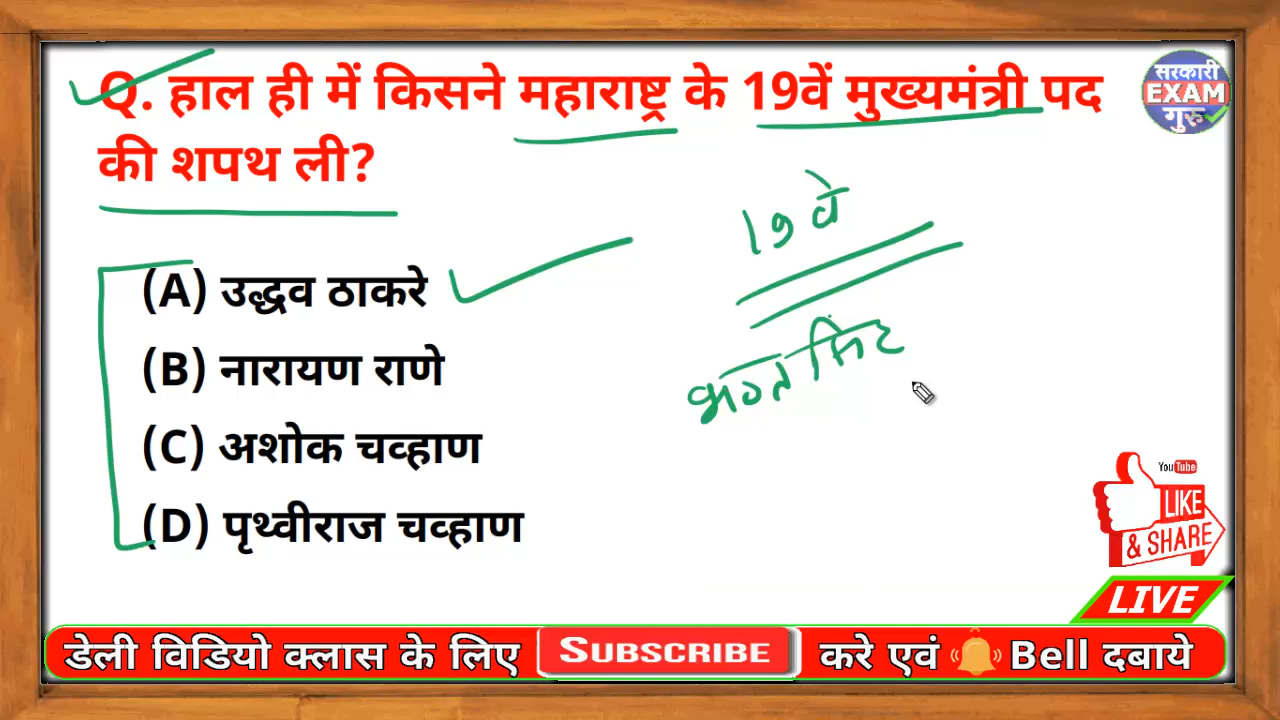 Q. हाल ही में किसने महाराष्ट्र के 19वें मुख्यमंत्री पद
की शपथ ली?
सरकारी
EXAM
गुरु
19 वे
(A) उद्धव ठाकरे
(B) नारायण राणे
(C) अशोक चव्हाण
(D) पृथ्वीराज चव्हाण
YouTube
LIKE
& SHARE
LIVE
डेली विडियो क्लास के लिए SUBSCRIBE करे एवं Bell दबाये